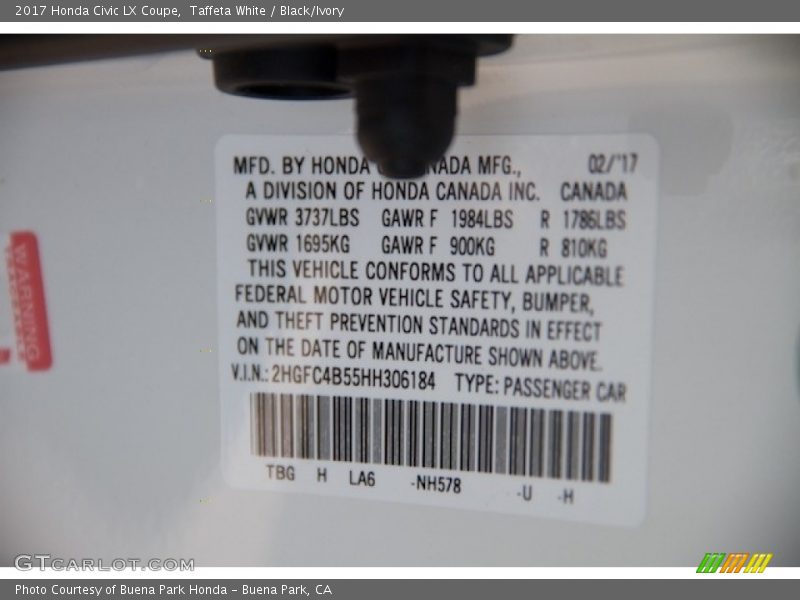 2017 Honda Civic LX Coupe, Taffeta White / Black/Ivory
MFD. BY HONDA NADA MFG., 02/'17
A DIVISION OF HONDA CANADA INC. CANADA
GVWR 3737LBS GAWR F 1984LBS R 1786LBS
GVWR 1695KG GAWR F 900KG R 810KG
THIS VEHICLE CONFORMS TO ALL APPLICABLE
FEDERAL MOTOR VEHICLE SAFETY, BUMPER,
AND THEFT PREVENTION STANDARDS IN EFFECT
ON THE DATE OF MANUFACTURE SHOWN ABOVE.
V.I.N.: 2HGFC4B55HH306184 TYPE: PASSENGER CAR
TBG H LA6 -NH578 -U -H
WARNING
GTCARLOT.COM
Photo Courtesy of Buena Park Honda - Buena Park, CA